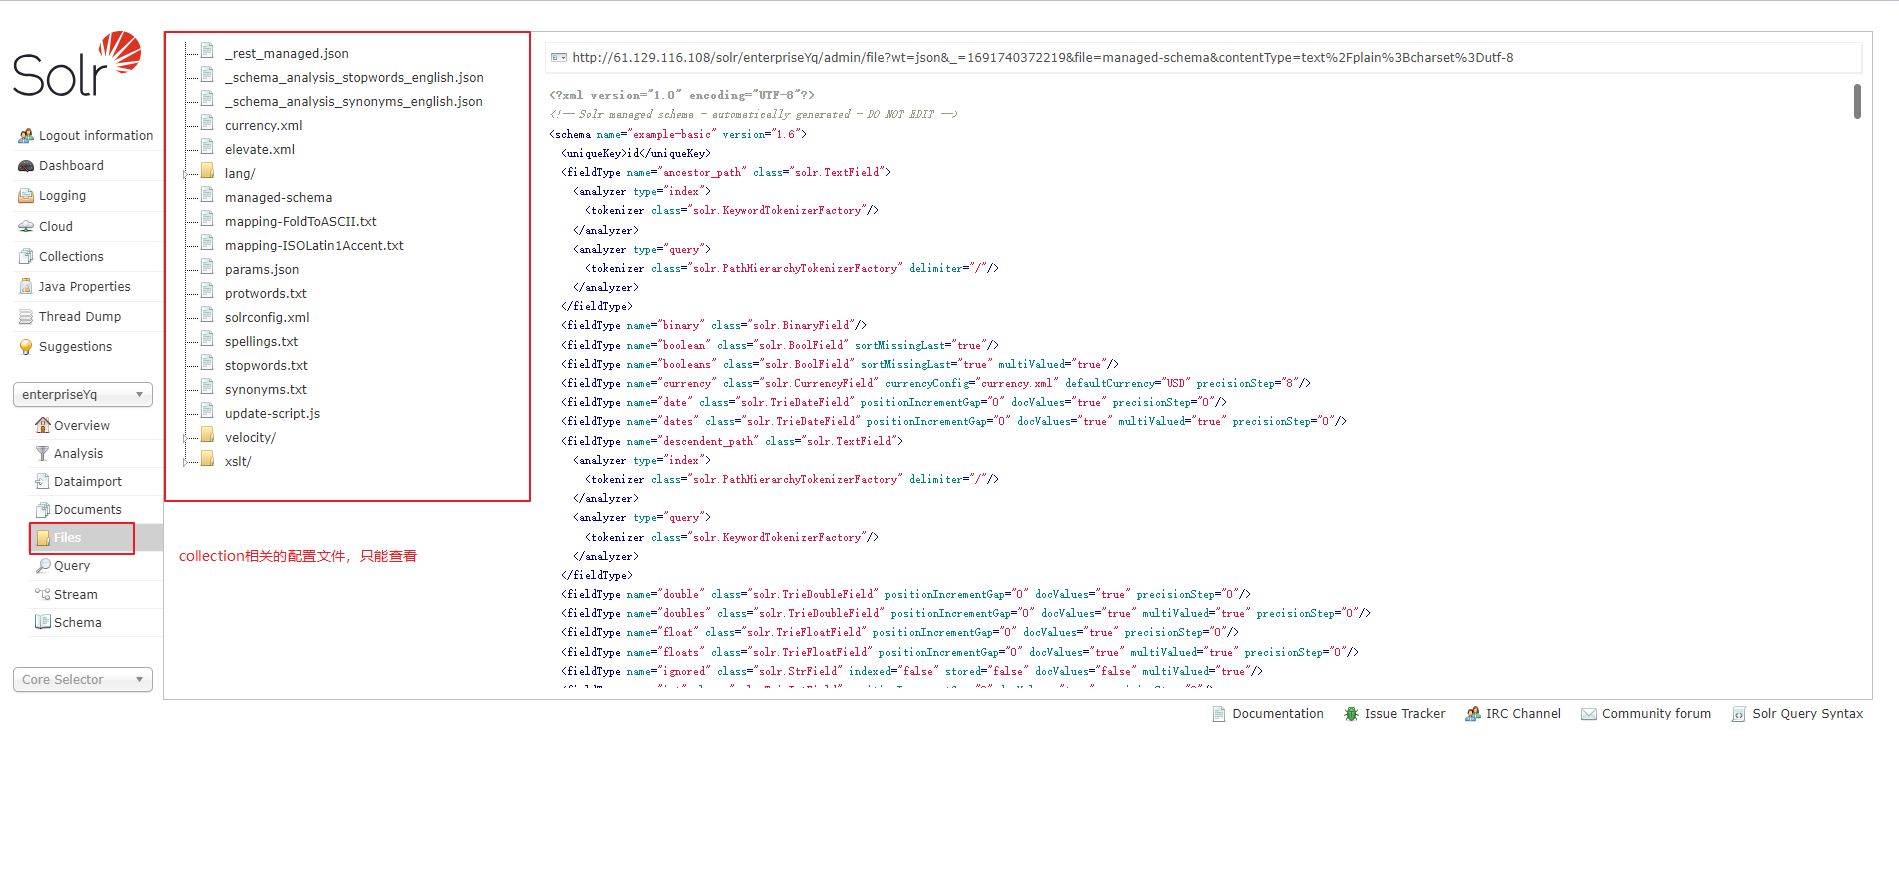 Solr
Logout information
Dashboard
Logging
Cloud
Collections
Java Properties
Thread Dump
Suggestions
enterpriseYq
Overview
Analysis
Dataimport
Documents
Files
Query
Stream
Schema
Core Selector
_rest_managed.json
_schema_analysis_stopwords_english.json
_schema_analysis_synonyms_english.json
currency.xml
elevate.xml
lang/
managed-schema
mapping-FoldToASCII.txt
mapping-ISOLatin1Accent.txt
params.json
protwords.txt
solrconfig.xml
spellings.txt
stopwords.txt
synonyms.txt
update-script.js
velocity/
xslt/
collection相关的配置文件，只能查看
http://61.129.116.108/solr/enterpriseYq/admin/file?wt=json&_=1691740372219&file=managed-schema&contentType=text%2Fplain%3Bcharset%3Dutf-8
<?xml version="1.0" encoding="UTF-8"?>
<!-- Solr managed schema - automatically generated - DO NOT EDIT -->
<schema name="example-basic" version="1.6">
<uniqueKey>id</uniqueKey>
<fieldType name="ancestor_path" class="solr.TextField">
<analyzer type="index">
<tokenizer class="solr.KeywordTokenizerFactory"/>
</analyzer>
<analyzer type="query">
<tokenizer class="solr.PathHierarchyTokenizerFactory" delimiter="/"/>
</analyzer>
</fieldType>
<fieldType name="binary" class="solr.BinaryField"/>
<fieldType name="boolean" class="solr.BoolField" sortMissingLast="true"/>
<fieldType name="booleans" class="solr.BoolField" sortMissingLast="true" multiValued="true"/>
<fieldType name="currency" class="solr.CurrencyField" currencyConfig="currency.xml" defaultCurrency="USD" precisionStep="8"/>
<fieldType name="date" class="solr.TrieDateField" positionIncrementGap="0" docValues="true" precisionStep="0"/>
<fieldType name="dates" class="solr.TrieDateField" positionIncrementGap="0" docValues="true" multiValued="true" precisionStep="0"/>
<fieldType name="descendent_path" class="solr.TextField">
<analyzer type="index">
<tokenizer class="solr.PathHierarchyTokenizerFactory" delimiter="/"/>
</analyzer>
<analyzer type="query">
<tokenizer class="solr.KeywordTokenizerFactory"/>
</analyzer>
</fieldType>
<fieldType name="double" class="solr.TrieDoubleField" positionIncrementGap="0" docValues="true" precisionStep="0"/>
<fieldType name="doubles" class="solr.TrieDoubleField" positionIncrementGap="0" docValues="true" multiValued="true" precisionStep="0"/>
<fieldType name="float" class="solr.TrieFloatField" positionIncrementGap="0" docValues="true" precisionStep="0"/>
<fieldType name="floats" class="solr.TrieFloatField" positionIncrementGap="0" docValues="true" multiValued="true" precisionStep="0"/>
<fieldType name="ignored" class="solr.StrField" indexed="false" stored="false" docValues="false" multiValued="true"/>
Documentation
Issue Tracker
IRC Channel
Community forum
Solr Query Syntax